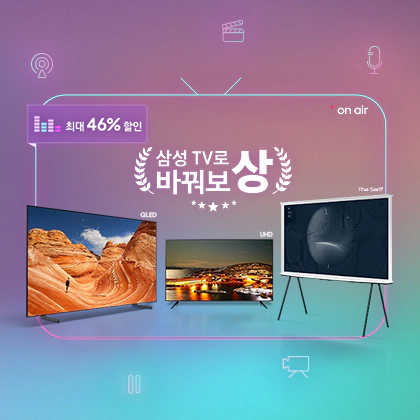 on air
최대 46% 할인
삼성 TV로
바꿔보상
QLED
UHD
The Serif